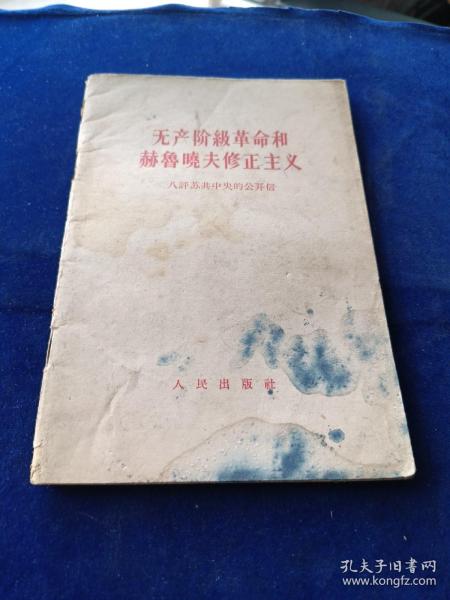 无产阶級革命和
赫魯曉夫修正主义
八評苏共中央的公开信
人民出版社
孔夫子旧书网
www.kongfz.com